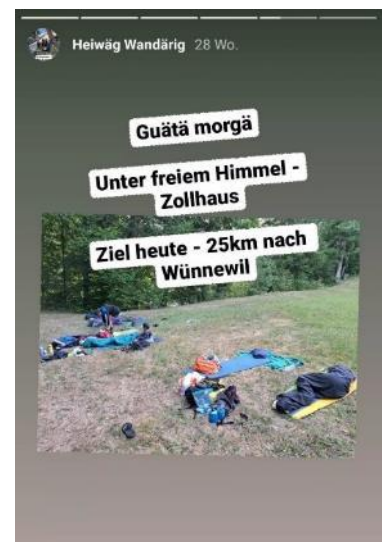 Heiwäg Wandärig 28 Wo.
Guätä morgä
Unter freiem Himmel -
Zollhaus
Ziel heute - 25km nach
Wünnewil